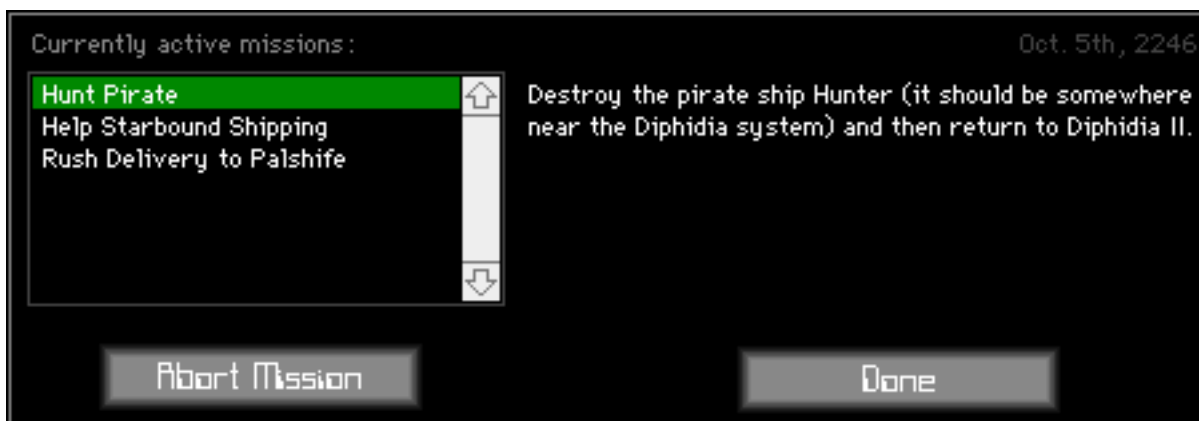 Currently active missions:
Oct. 5th, 2246
Hunt Pirate
Help Starbound Shipping
Rush Delivery to Palshife
Destroy the pirate ship Hunter (it should be somewhere
near the Diphidia system) and then return to Diphidia II.
Abort Mission
Done